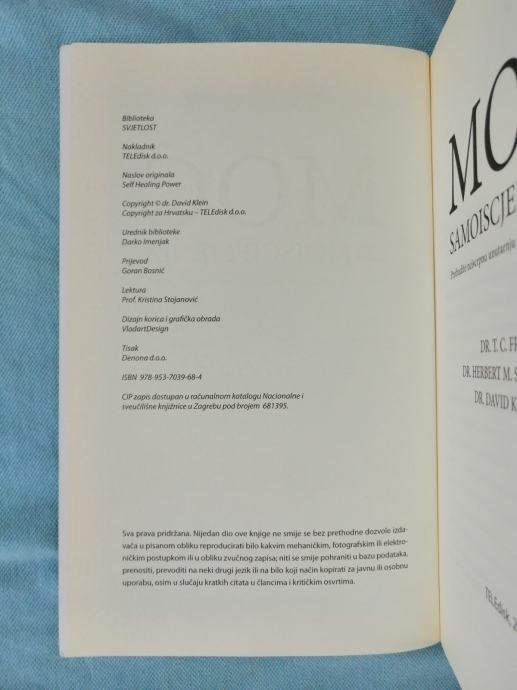 Biblioteka
SVJETLOST
Nakladnik
TELEdisk d.o.o.
Naslov originala
Self Healing Power
Copyright © dr. David Klein
Copyright za Hrvatsku – TELEdisk d.o.o.
Urednik biblioteke
Darko Imenjak
Prijevod
Goran Bosnić
Lektura
Prof. Kristina Stojanović
Dizajn korica i grafička obrada
VladartDesign
Tisak
Denona d.o.o.
ISBN 978-953-7039-68-4
CIP zapis dostupan u računalnom katalogu Nacionalne i
sveučilišne knjižnice u Zagrebu pod brojem 681395.
Sva prava pridržana. Nijedan dio ove knjige ne smije se bez prethodne dozvole izda-
vača u pisanom obliku reproducirati bilo kakvim mehaničkim, fotografskim ili elektro-
ničkim postupkom ili u obliku zvučnog zapisa; niti se smije pohraniti u bazu podataka,
prenositi, prevoditi na neki drugi jezik ili na bilo koji način kopirati za javnu ili osobnu
uporabu, osim u slučaju kratkih citata u člancima i kritičkim osvrtima.
MO
SAMOISCJE
Probudite neiscrpnu unutarnju
DR. T. C. FR
DR. HERBERT M. S
DR. DAVID K
TELEdisk, 2